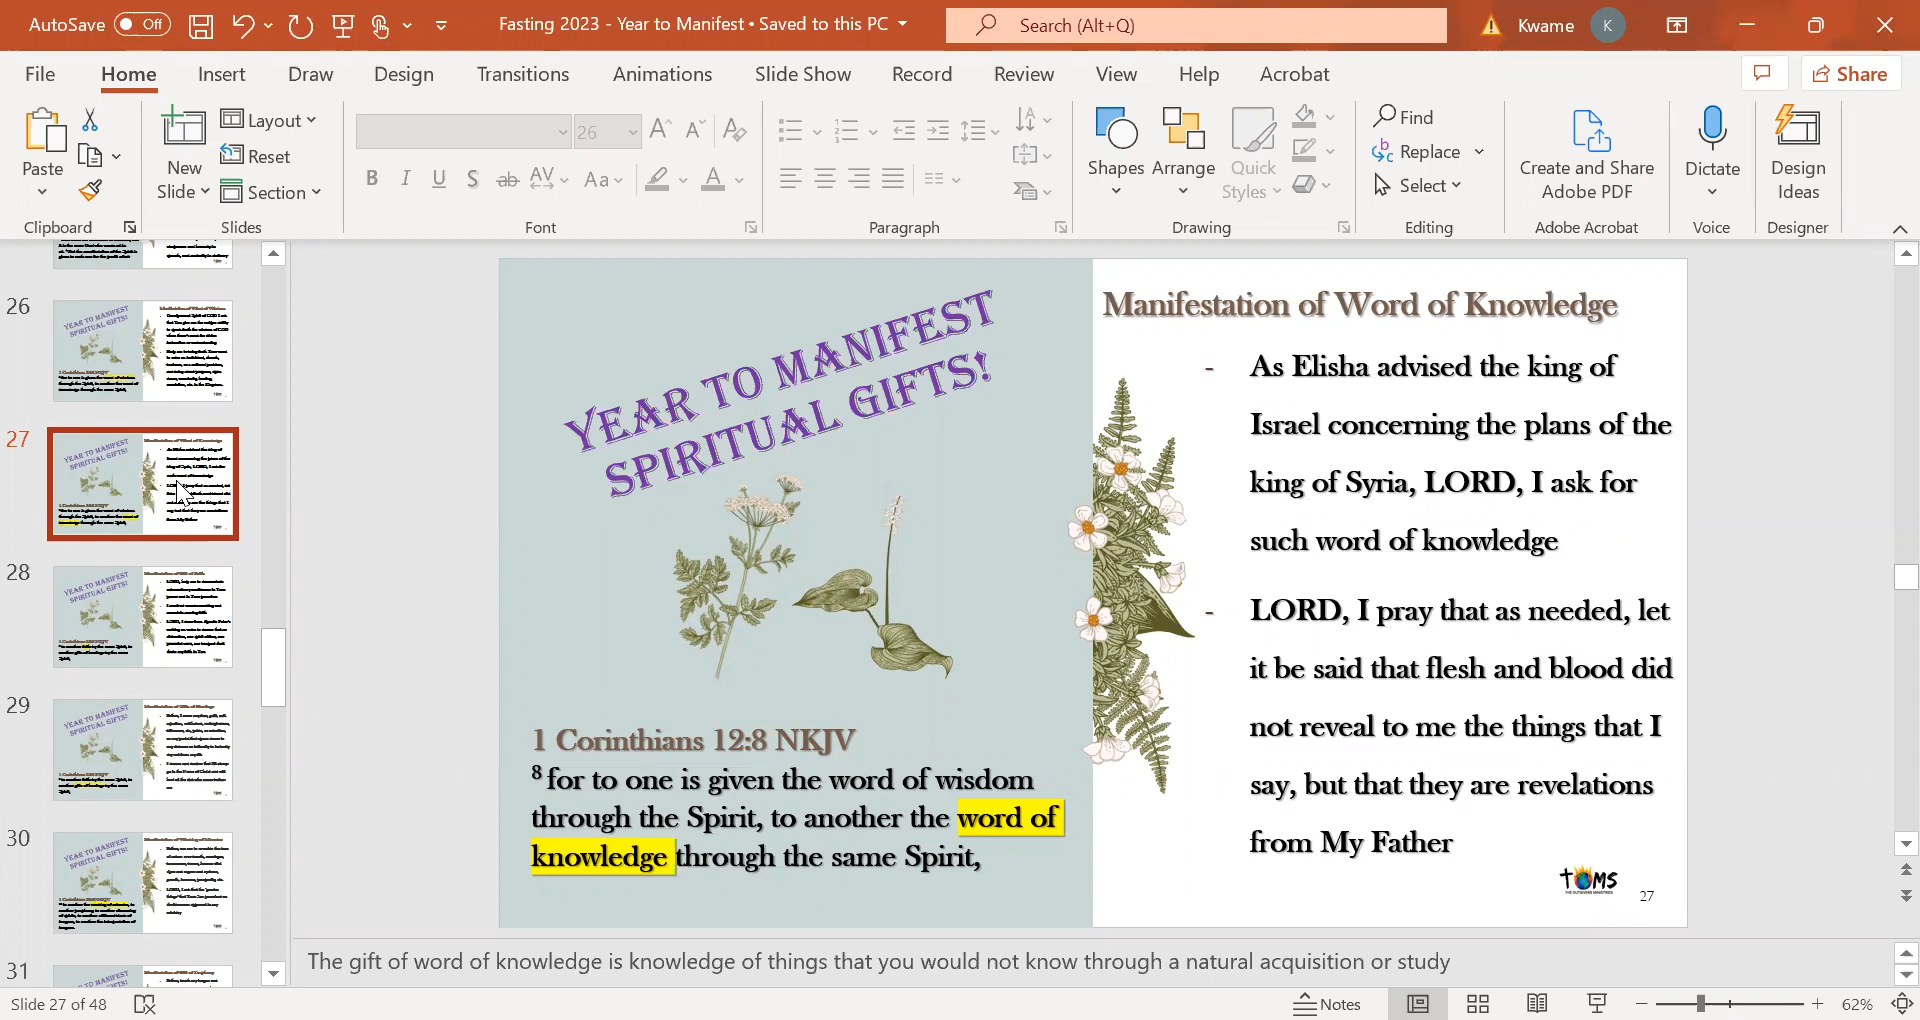 AutoSave Off
Fasting 2023 - Year to Manifest • Saved to this PC
Search (Alt+Q)
Kwame K
File Home Insert Draw Design Transitions Animations Slide Show Record Review View Help Acrobat
Share
Paste
New Slide
Layout
Reset
Section
26
Find
Replace
Select
Shapes
Arrange
Quick Styles
Create and Share Adobe PDF
Dictate
Design Ideas
Clipboard
Slides
Font
Paragraph
Drawing
Editing
Adobe Acrobat
Voice
Designer
26
27
28
29
30
31
YEAR TO MANIFEST
SPIRITUAL GIFTS!
1 Corinthians 12:8 NKJV
8 for to one is given the word of wisdom
through the Spirit, to another the word of
knowledge through the same Spirit,
Manifestation of Word of Knowledge
- As Elisha advised the king of
Israel concerning the plans of the
king of Syria, LORD, I ask for
such word of knowledge
- LORD, I pray that as needed, let
it be said that flesh and blood did
not reveal to me the things that I
say, but that they are revelations
from My Father
TOMS
27
The gift of word of knowledge is knowledge of things that you would not know through a natural acquisition or study
Slide 27 of 48
Notes
62%